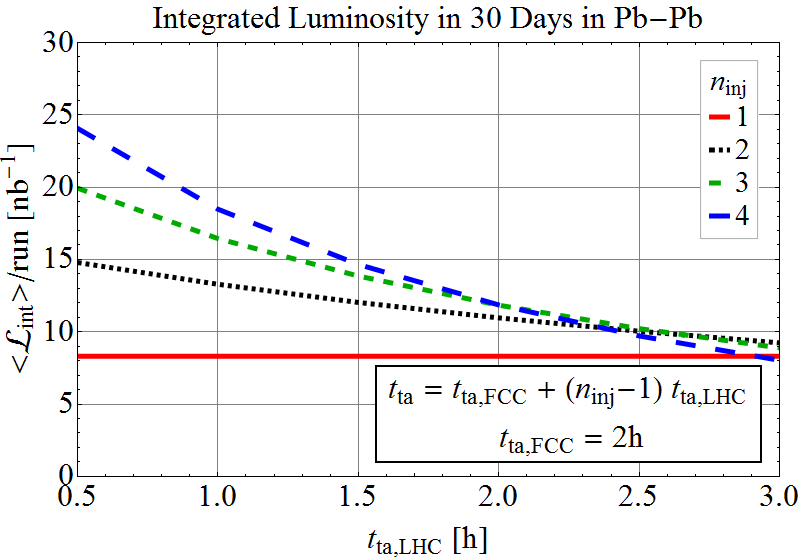 Integrated Luminosity in 30 Days in Pb−Pb
<ℒint>/run [nb⁻¹]
30
25
20
15
10
5
0
ninj
1
2
3
4
tta = tta,FCC + (ninj−1) tta,LHC
tta,FCC = 2h
0.5 1.0 1.5 2.0 2.5 3.0
tta,LHC [h]